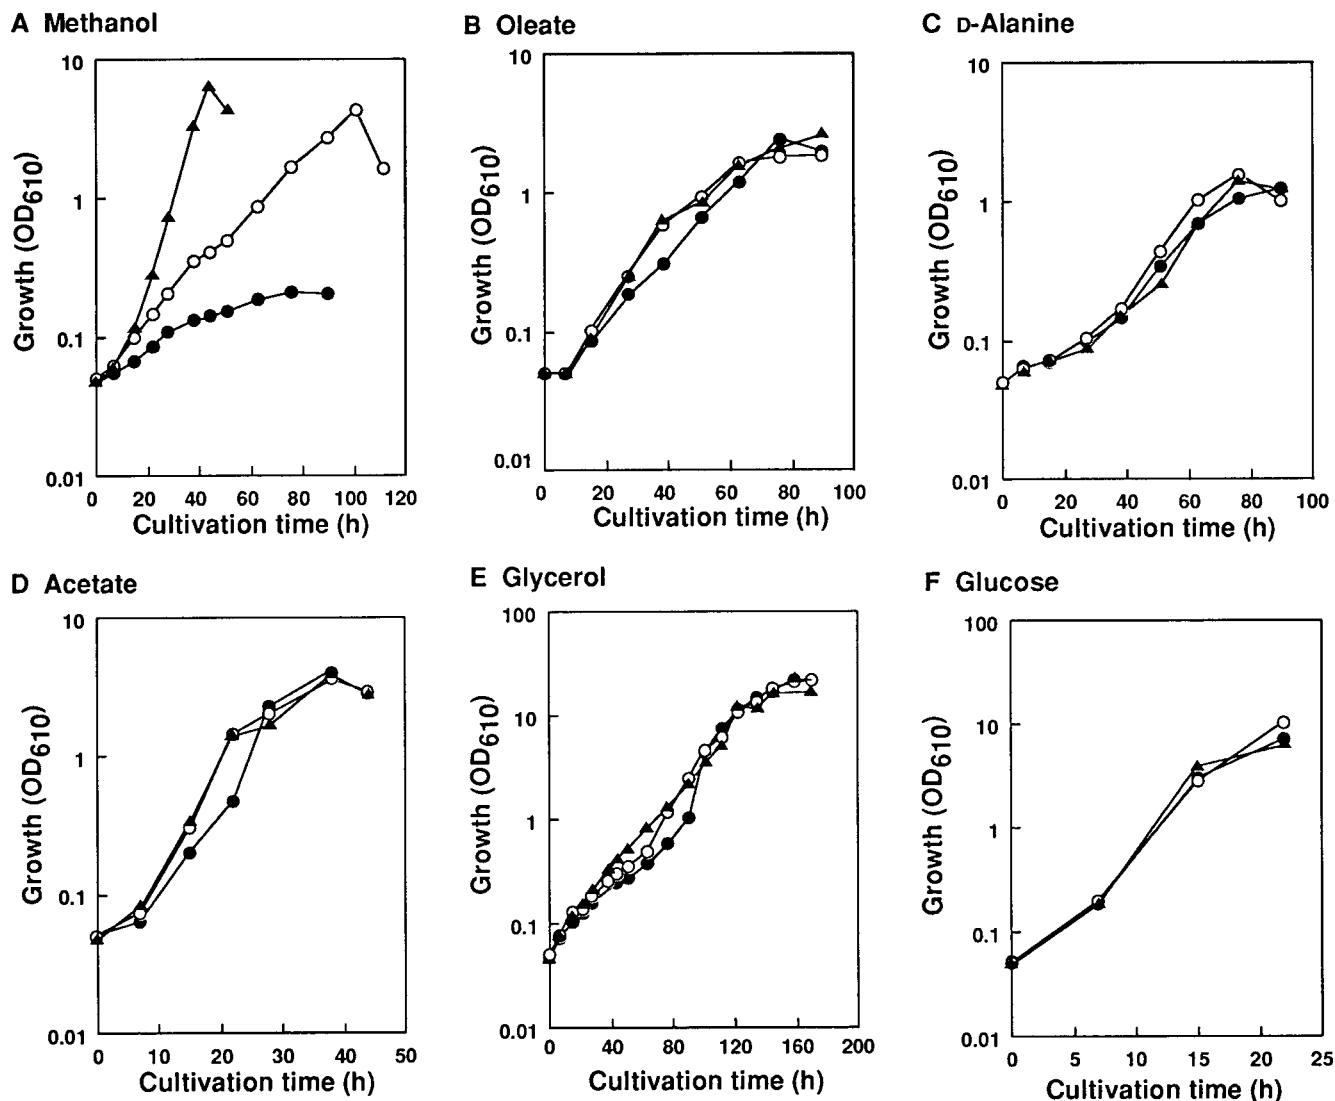 A Methanol
10
1
0.1
0.01
Growth (OD610)
0 20 40 60 80 100 120
Cultivation time (h)
B Oleate
10
1
0.1
0.01
Growth (OD610)
0 20 40 60 80 100
Cultivation time (h)
C D-Alanine
10
1
0.1
0.01
Growth (OD610)
0 20 40 60 80 100
Cultivation time (h)
D Acetate
10
1
0.1
0.01
Growth (OD610)
0 10 20 30 40 50
Cultivation time (h)
E Glycerol
100
10
1
0.1
0.01
Growth (OD610)
0 40 80 120 160 200
Cultivation time (h)
F Glucose
100
10
1
0.1
0.01
Growth (OD610)
0 5 10 15 20 25
Cultivation time (h)